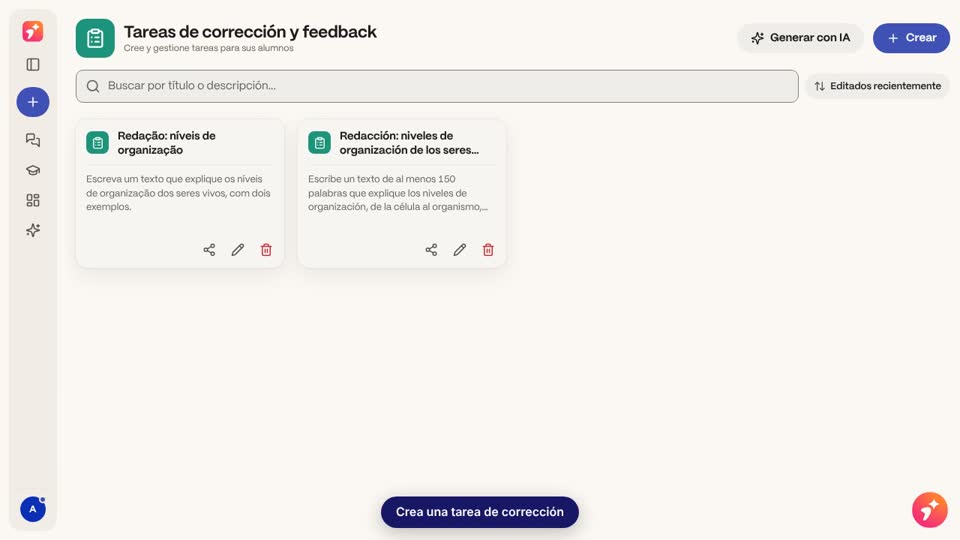 Tareas de corrección y feedback
Cree y gestione tareas para sus alumnos
Generar con IA
Crear
Buscar por título o descripción...
Editados recientemente
Redação: níveis de
organização
Escreva um texto que explique os níveis
de organização dos seres vivos, com dois
exemplos.
Redacción: niveles de
organización de los seres...
Escribe un texto de al menos 150
palabras que explique los niveles de
organización, de la célula al organismo,...
A
Crea una tarea de corrección